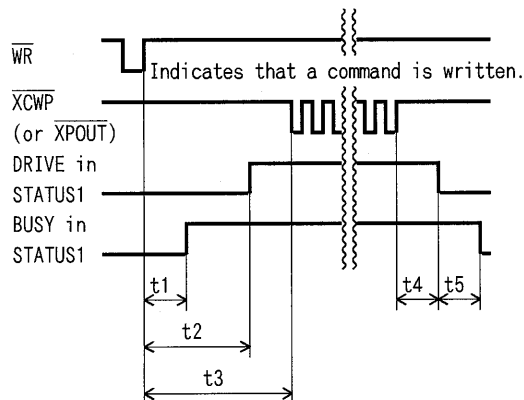 WR
Indicates that a command is written.
XCWP
(or XPOUT)
DRIVE in
STATUS1
BUSY in
STATUS1
t1
t4
t5
t2
t3